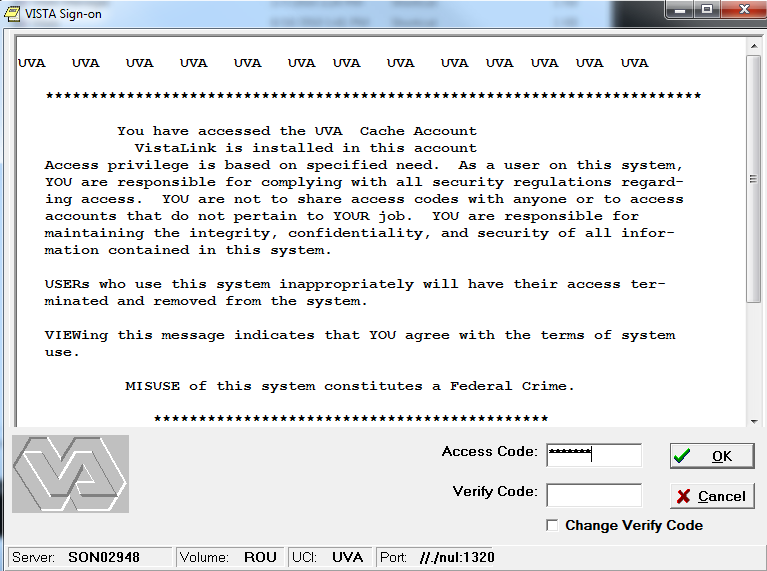 VISTA Sign-on
UVA UVA UVA UVA UVA UVA UVA UVA UVA UVA UVA UVA UVA
*************************************************************************
You have accessed the UVA Cache Account
VistaLink is installed in this account
Access privilege is based on specified need. As a user on this system,
YOU are responsible for complying with all security regulations regard-
ing access. YOU are not to share access codes with anyone or to access
accounts that do not pertain to YOUR job. YOU are responsible for
maintaining the integrity, confidentiality, and security of all infor-
mation contained in this system.
USERs who use this system inappropriately will have their access ter-
minated and removed from the system.
VIEWing this message indicates that YOU agree with the terms of system
use.
MISUSE of this system constitutes a Federal Crime.
********************************************
Access Code: *******
OK
Verify Code:
Cancel
Change Verify Code
VA
Server: SON02948 Volume: ROU UCI: UVA Port: //./nul:1320